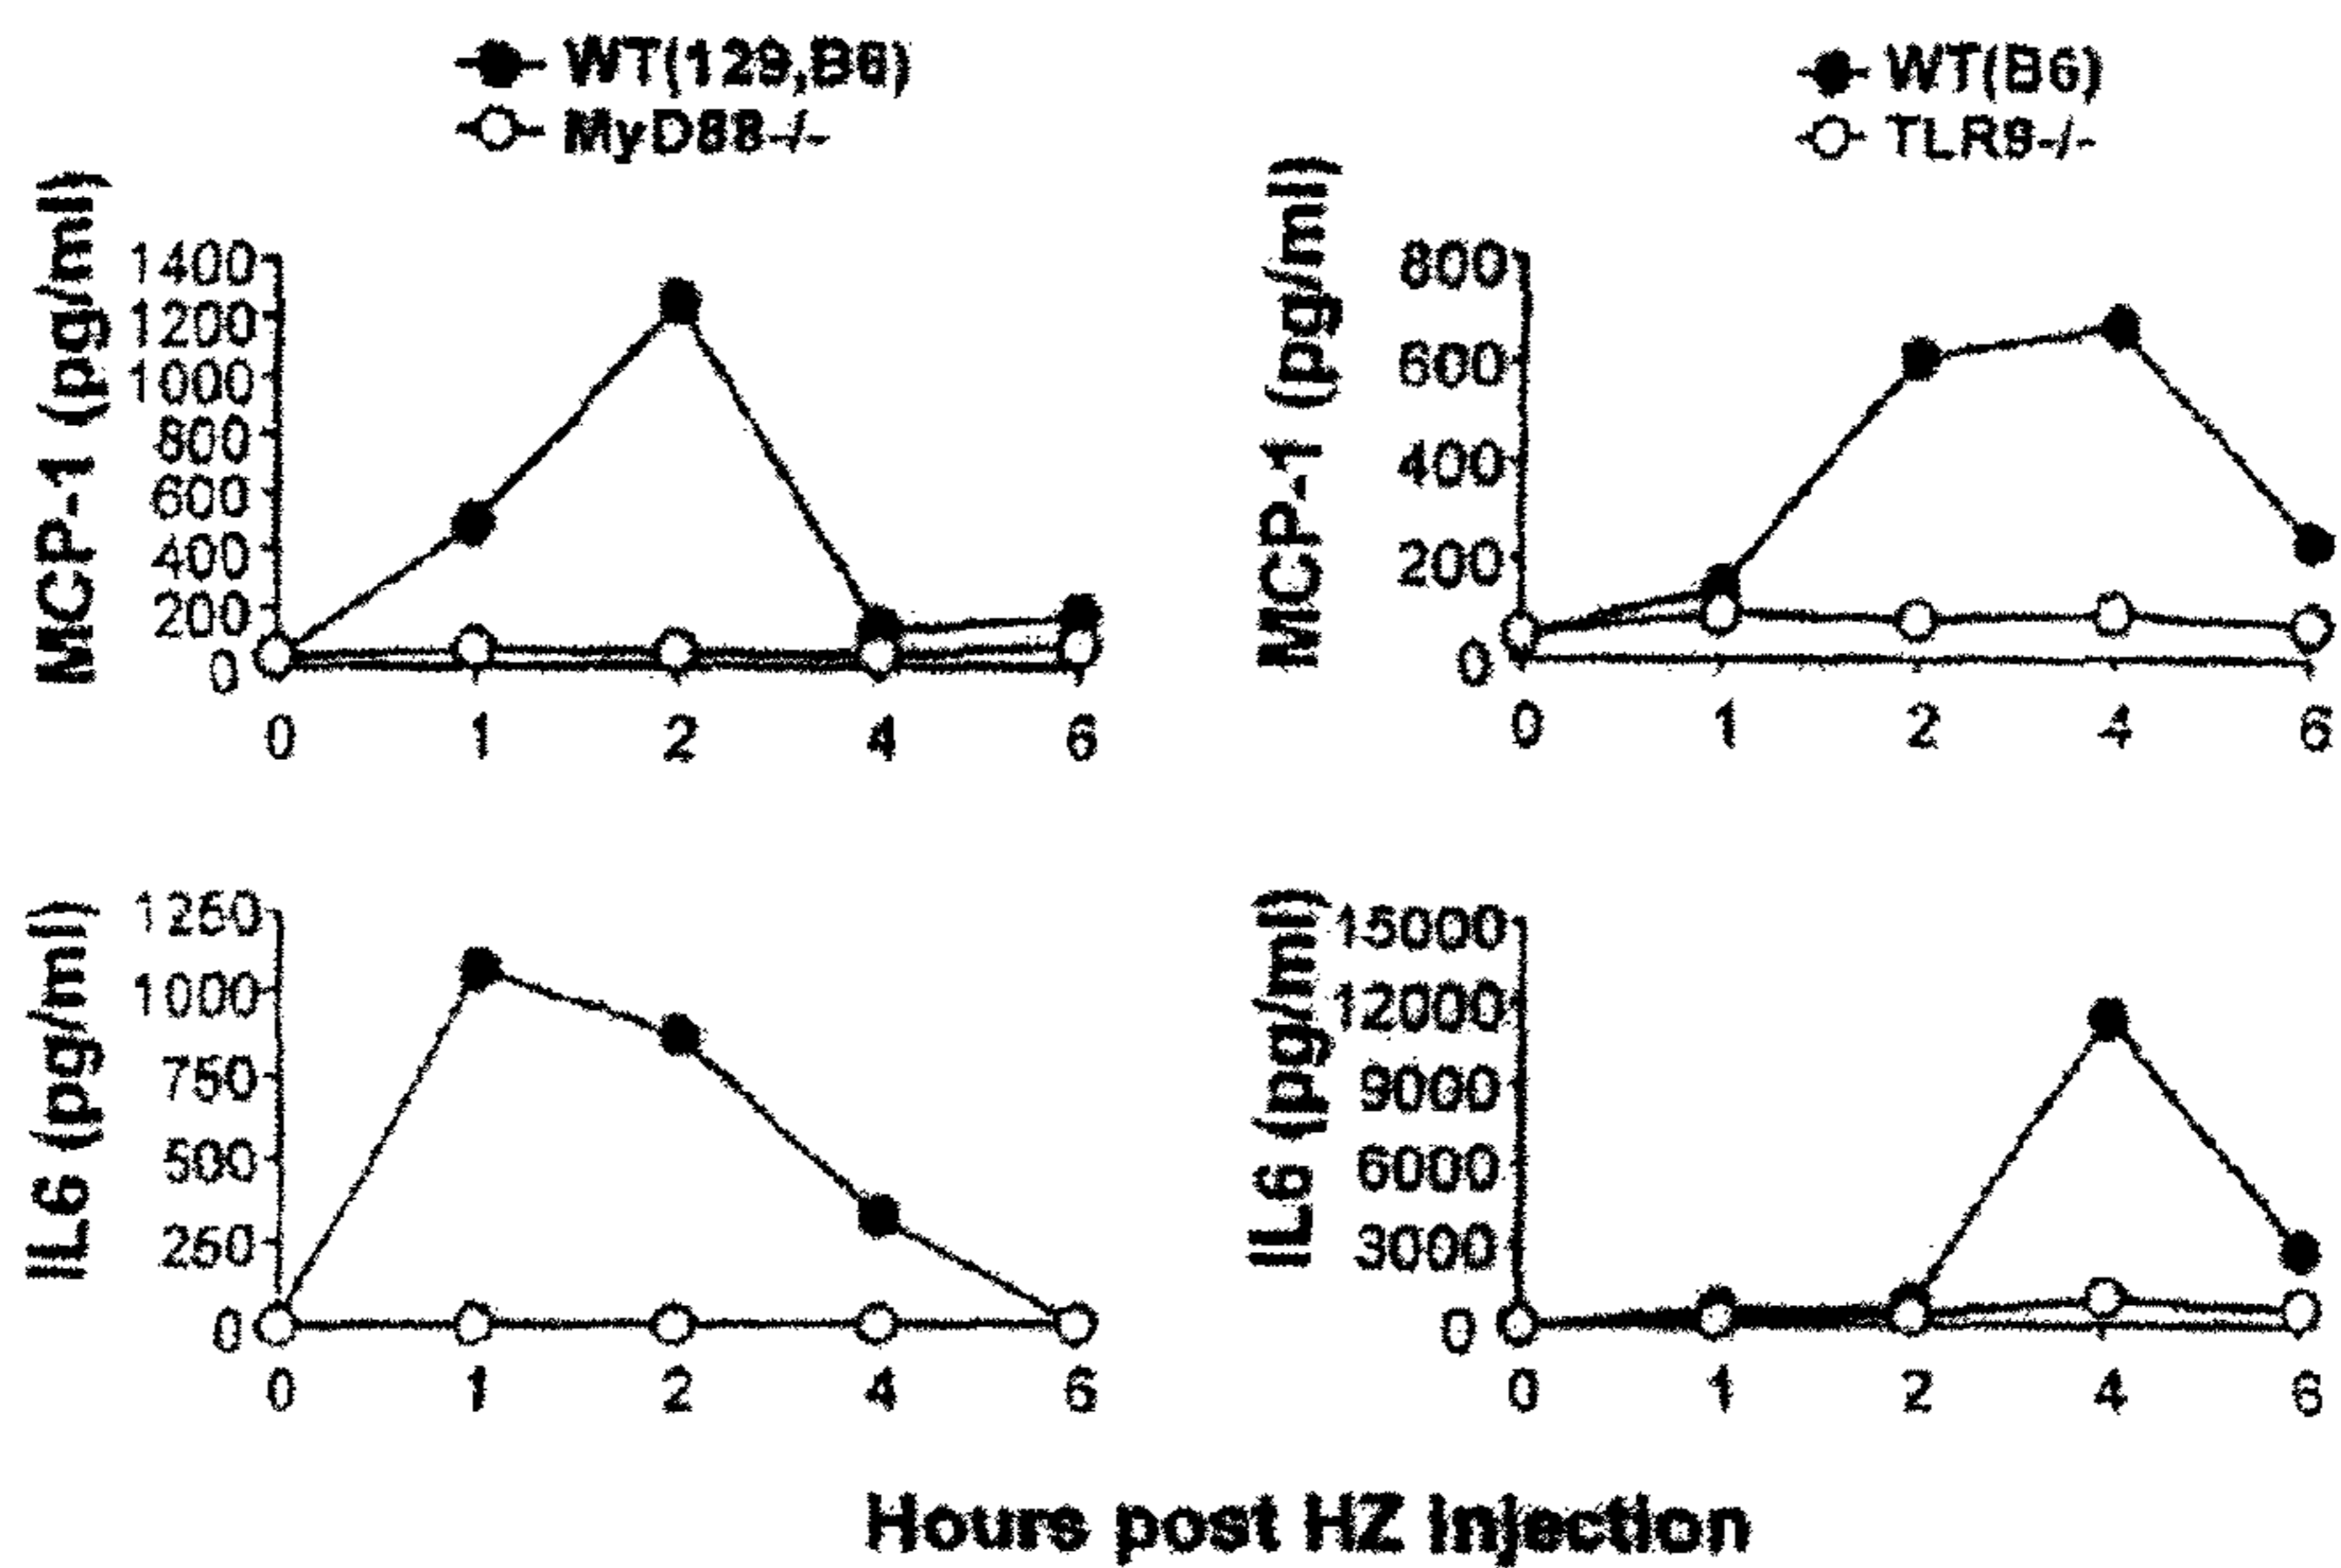 WT(129,B6)
MyD88-/-
WT(B6)
TLR9-/-
MCP-1 (pg/ml)
1400
1200
1000
800
600
400
200
0
0 1 2 4 6
MCP-1 (pg/ml)
800
600
400
200
0
0 1 2 4 6
IL6 (pg/ml)
1250
1000
750
500
250
0
0 1 2 4 6
IL6 (pg/ml)
15000
12000
9000
6000
3000
0
0 1 2 4 6
Hours post HZ injection